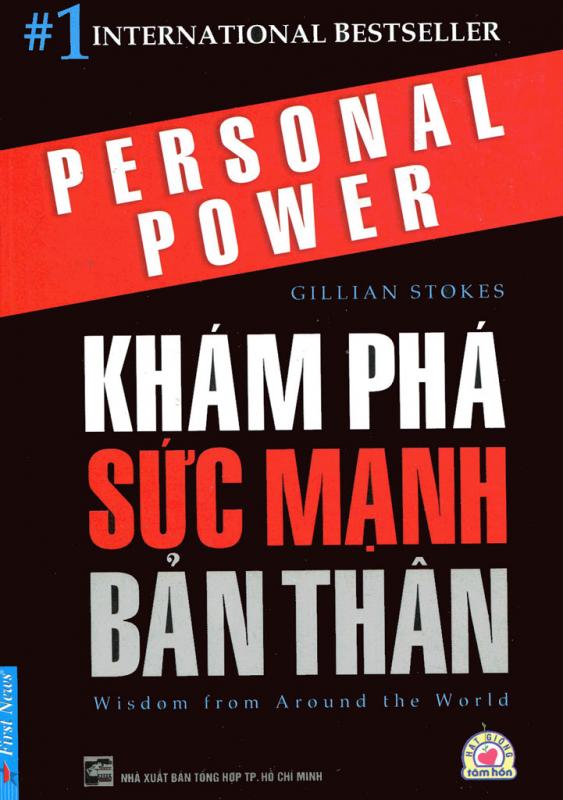 #1 INTERNATIONAL BESTSELLER
PERSONAL
POWER
GILLIAN STOKES
KHÁM PHÁ
SỨC MẠNH
BẢN THÂN
Wisdom from Around the World
First News
NHÀ XUẤT BẢN TỔNG HỢP TP. HỒ CHÍ MINH
HẠT GIỐNG
tâm hồn